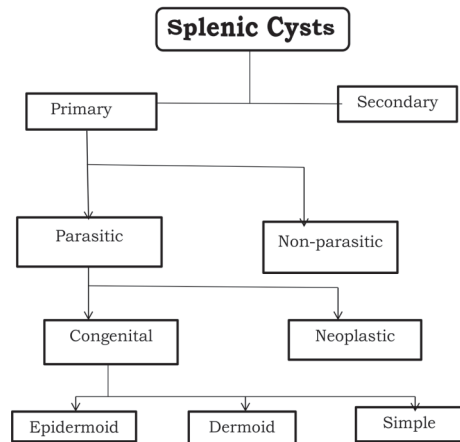 Splenic Cysts
Primary
Secondary
Parasitic
Non-parasitic
Congenital
Neoplastic
Epidermoid
Dermoid
Simple